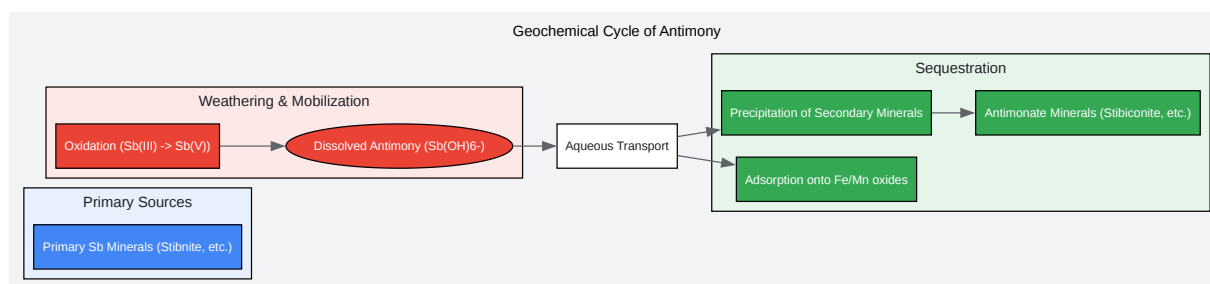 Geochemical Cycle of Antimony
Weathering & Mobilization
Oxidation (Sb(III) -> Sb(V))
Dissolved Antimony (Sb(OH)6-)
Aqueous Transport
Sequestration
Precipitation of Secondary Minerals
Antimonate Minerals (Stibiconite, etc.)
Adsorption onto Fe/Mn oxides
Primary Sources
Primary Sb Minerals (Stibnite, etc.)